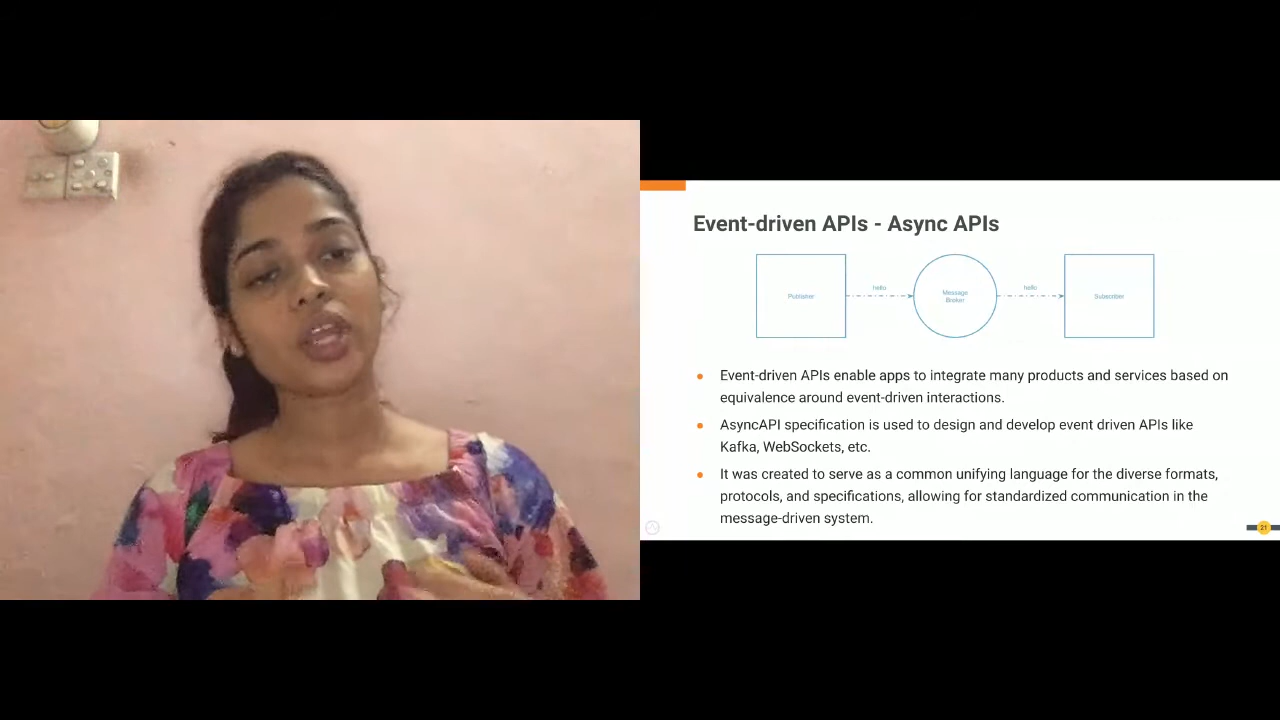 Event-driven APIs - Async APIs
Publisher
hello
Message
Broker
hello
Subscriber
Event-driven APIs enable apps to integrate many products and services based on
equivalence around event-driven interactions.
AsyncAPI specification is used to design and develop event driven APIs like
Kafka, WebSockets, etc.
It was created to serve as a common unifying language for the diverse formats,
protocols, and specifications, allowing for standardized communication in the
message-driven system.
21